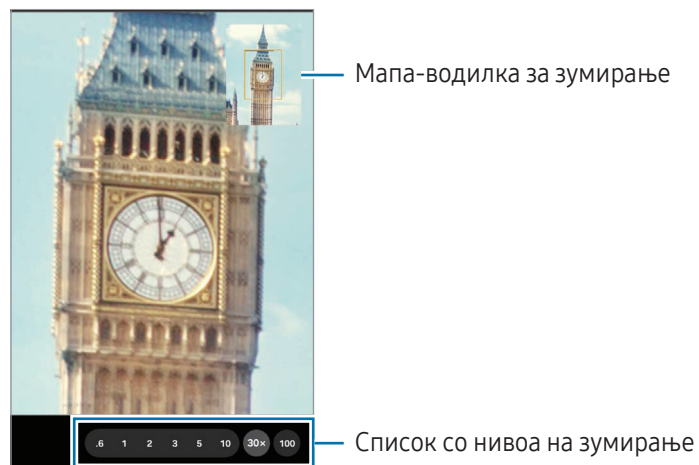 Мапа-водилка за зумирање
.6 1 2 3 5 10 30× 100
Список со нивоа на зумирање